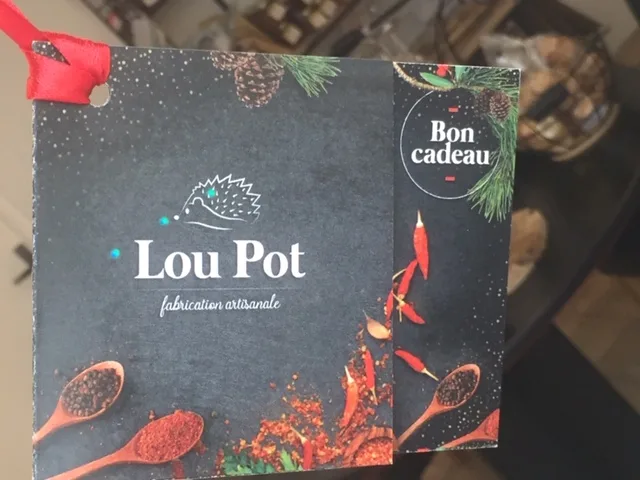 Lou Pot
fabrication artisanale
Bon
cadeau